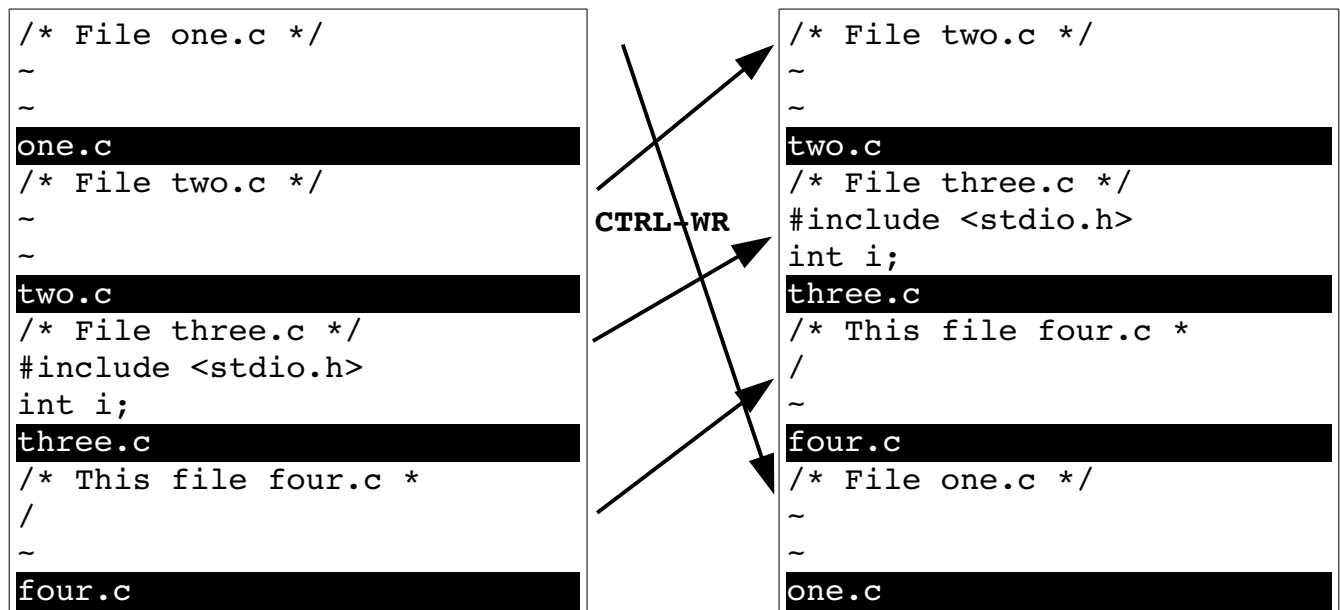 /* File one.c */
~
~
one.c
/* File two.c */
~
~
two.c
/* File three.c */
#include <stdio.h>
int i;
three.c
/* This file four.c *
/
~
four.c
CTRL-WR
/* File two.c */
~
~
two.c
/* File three.c */
#include <stdio.h>
int i;
three.c
/* This file four.c *
/
~
four.c
/* File one.c */
~
~
one.c